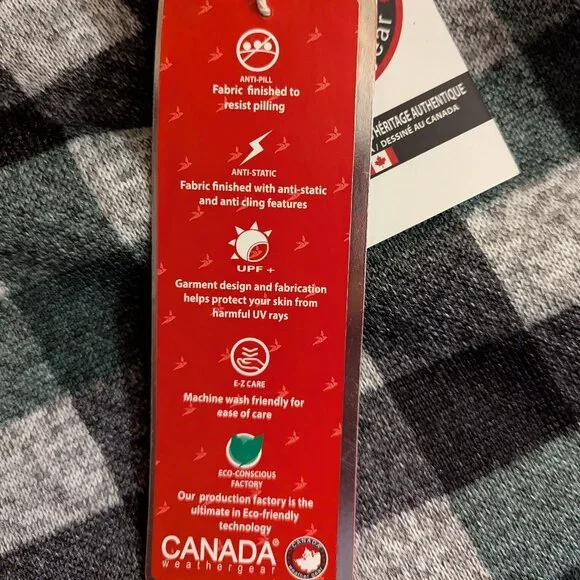 ANTI-PILL
Fabric finished to
resist pilling
ANTI-STATIC
Fabric finished with anti-static
and anti cling features
UPF +
Garment design and fabrication
helps protect your skin from
harmful UV rays
E-Z CARE
Machine wash friendly for
ease of care
ECO-CONSCIOUS
FACTORY
Our production factory is the
ultimate in Eco-friendly
technology
CANADA®
weathergear
CANADA
ear
HÉRITAGE AUTHENTIQUE
/ DESSINÉ AU CANADA